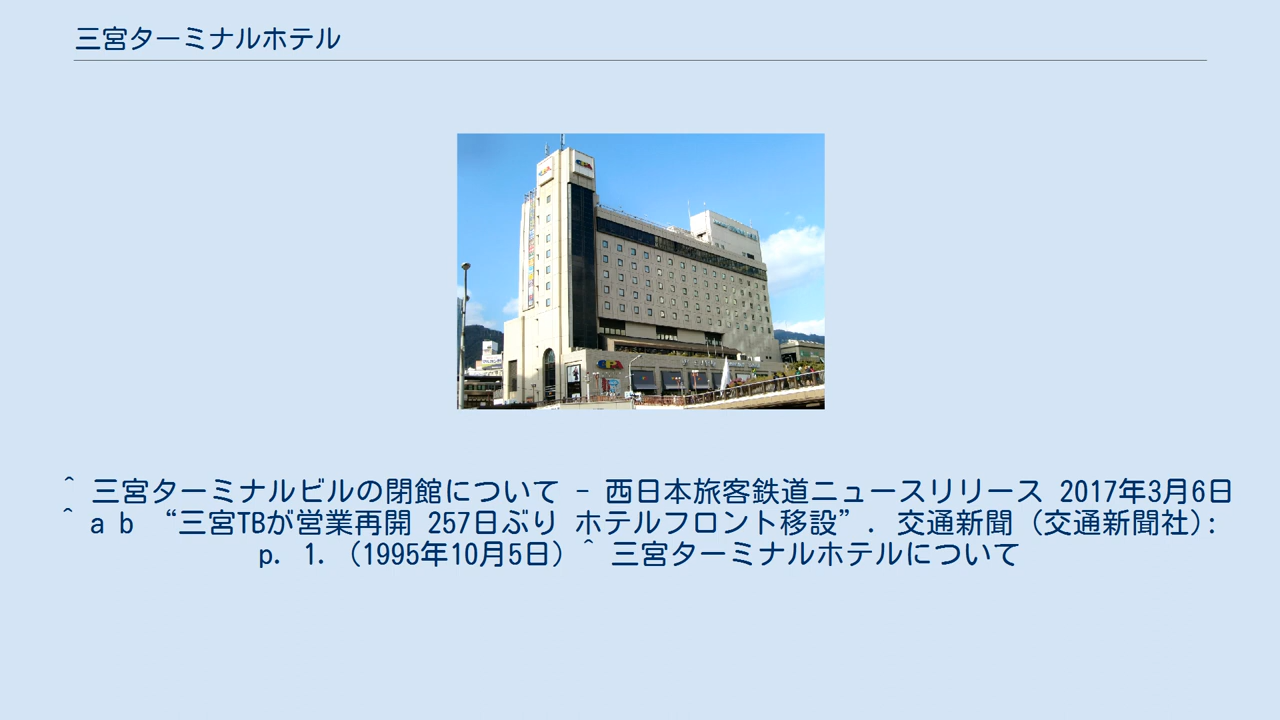 三宮ターミナルホテル
^ 三宮ターミナルビルの閉館について - 西日本旅客鉄道ニュースリリース 2017年3月6日
^ a b “三宮TBが営業再開 257日ぶり ホテルフロント移設”. 交通新聞 (交通新聞社):
p. 1. (1995年10月5日) ^ 三宮ターミナルホテルについて